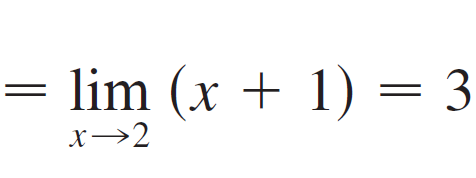 = lim (x + 1) = 3
x→2